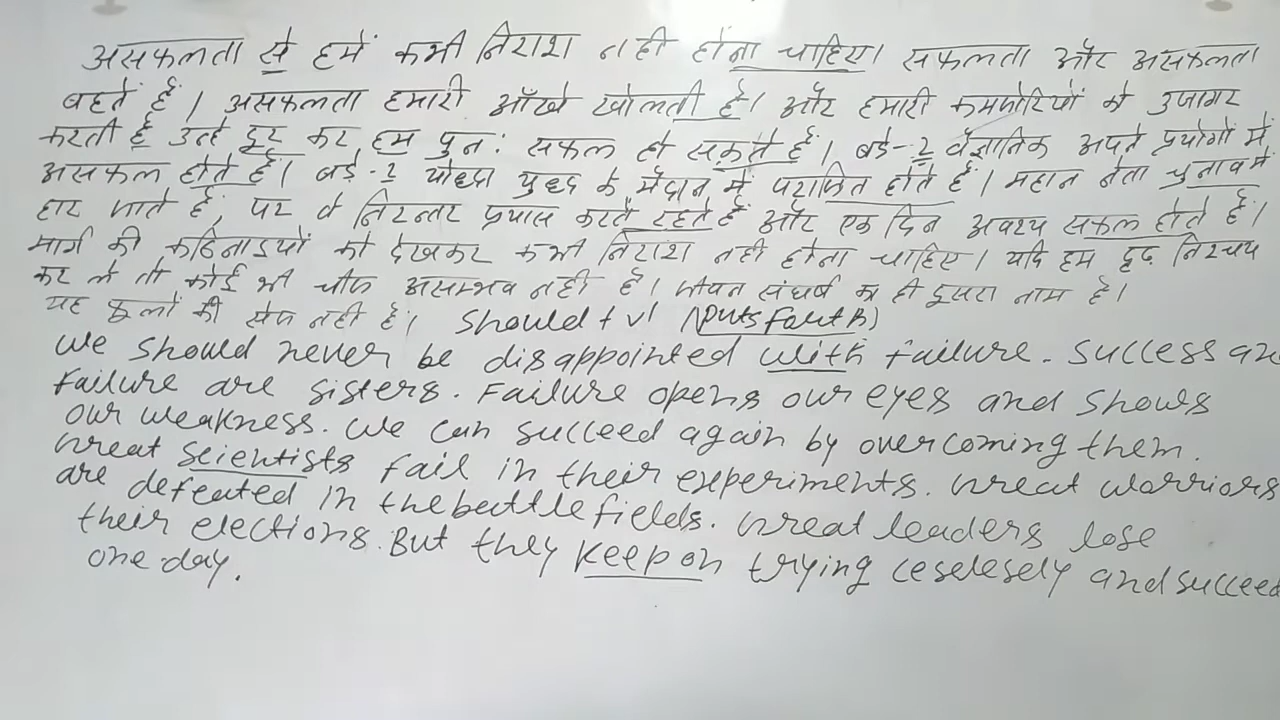 असफलता से हमें कभी निराश नही होना चाहिए। सफलता और असफलता
बहनें हैं। असफलता हमारी आँखे खोलती है। और हमारी कमजोरियों को उजागर
करती है उन्हे दूर कर हम पुन: सफल हो सकते हैं। बड़े-2 वैज्ञानिक अपने प्रयोगों में
असफल होते हैं। बड़े-2 योध्दा युध्द के मैदान में पराजित होते हैं। महान नेता चुनाव में
हार जाते हैं, पर वे निरन्तर प्रयास करते रहते हैं और एक दिन अवश्य सफल होते हैं।
मार्ग की कठिनाइयों को देखकर कभी निराश नही होना चाहिए। यदि हम दृढ़ निश्चय
कर ले तो कोई भी चीज असम्भव नही है। जीवन संघर्ष का ही दूसरा नाम है।
यह फूलों की सेज नही है। Should + v1 (puts forth)
We should never be disappointed with failure. Success an
Failure are sisters. Failure opens our eyes and shows
our weakness. We can succeed again by overcoming them.
Great scientists fail in their experiments. Great warriors
are defeated in the battle fields. Great leaders lose
their elections. But they keep on trying ceselesely and succeed
one day.